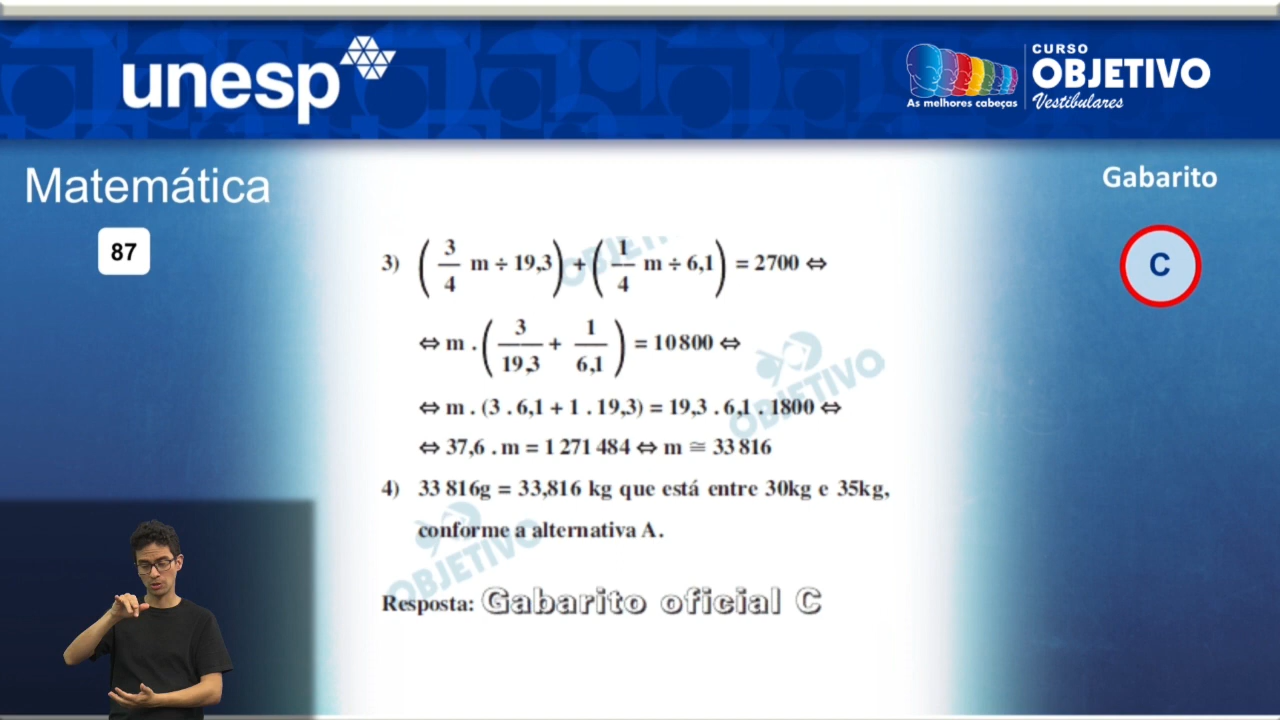 unesp
CURSO
OBJETIVO
As melhores cabeças
Vestibulares
Matemática
Gabarito
87
C
3) (3/4 m ÷ 19,3) + (1/4 m ÷ 6,1) = 2700 ⇔
⇔ m . (3/19,3 + 1/6,1) = 10800 ⇔
⇔ m . (3 . 6,1 + 1 . 19,3) = 19,3 . 6,1 . 1800 ⇔
⇔ 37,6 . m = 1 271 484 ⇔ m ≅ 33 816
4) 33 816g = 33,816 kg que está entre 30kg e 35kg,
conforme a alternativa A.
Resposta: Gabarito oficial C
OBJETIVO
OBJETIVO